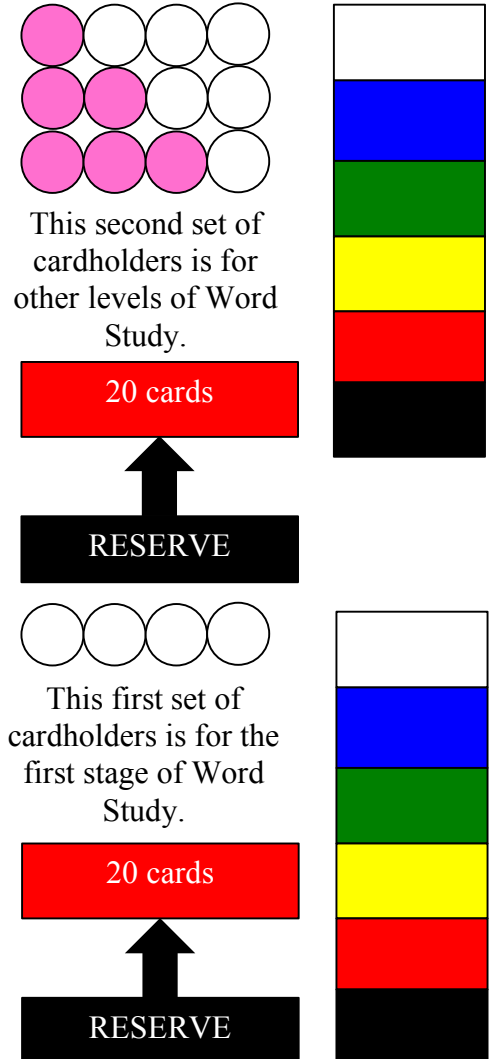 This second set of
cardholders is for
other levels of Word
Study.
20 cards
RESERVE
This first set of
cardholders is for the
first stage of Word
Study.
20 cards
RESERVE